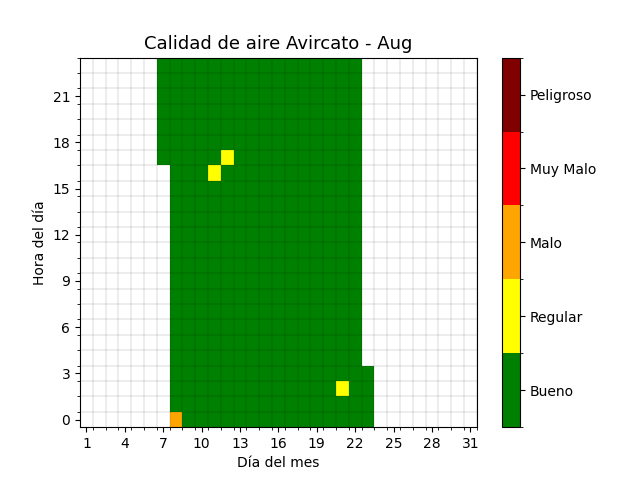 Calidad de aire Avircato - Aug
21
18
15
12
9
6
3
0
Hora del día
1 4 7 10 13 16 19 22 25 28 31
Día del mes
Peligroso
Muy Malo
Malo
Regular
Bueno